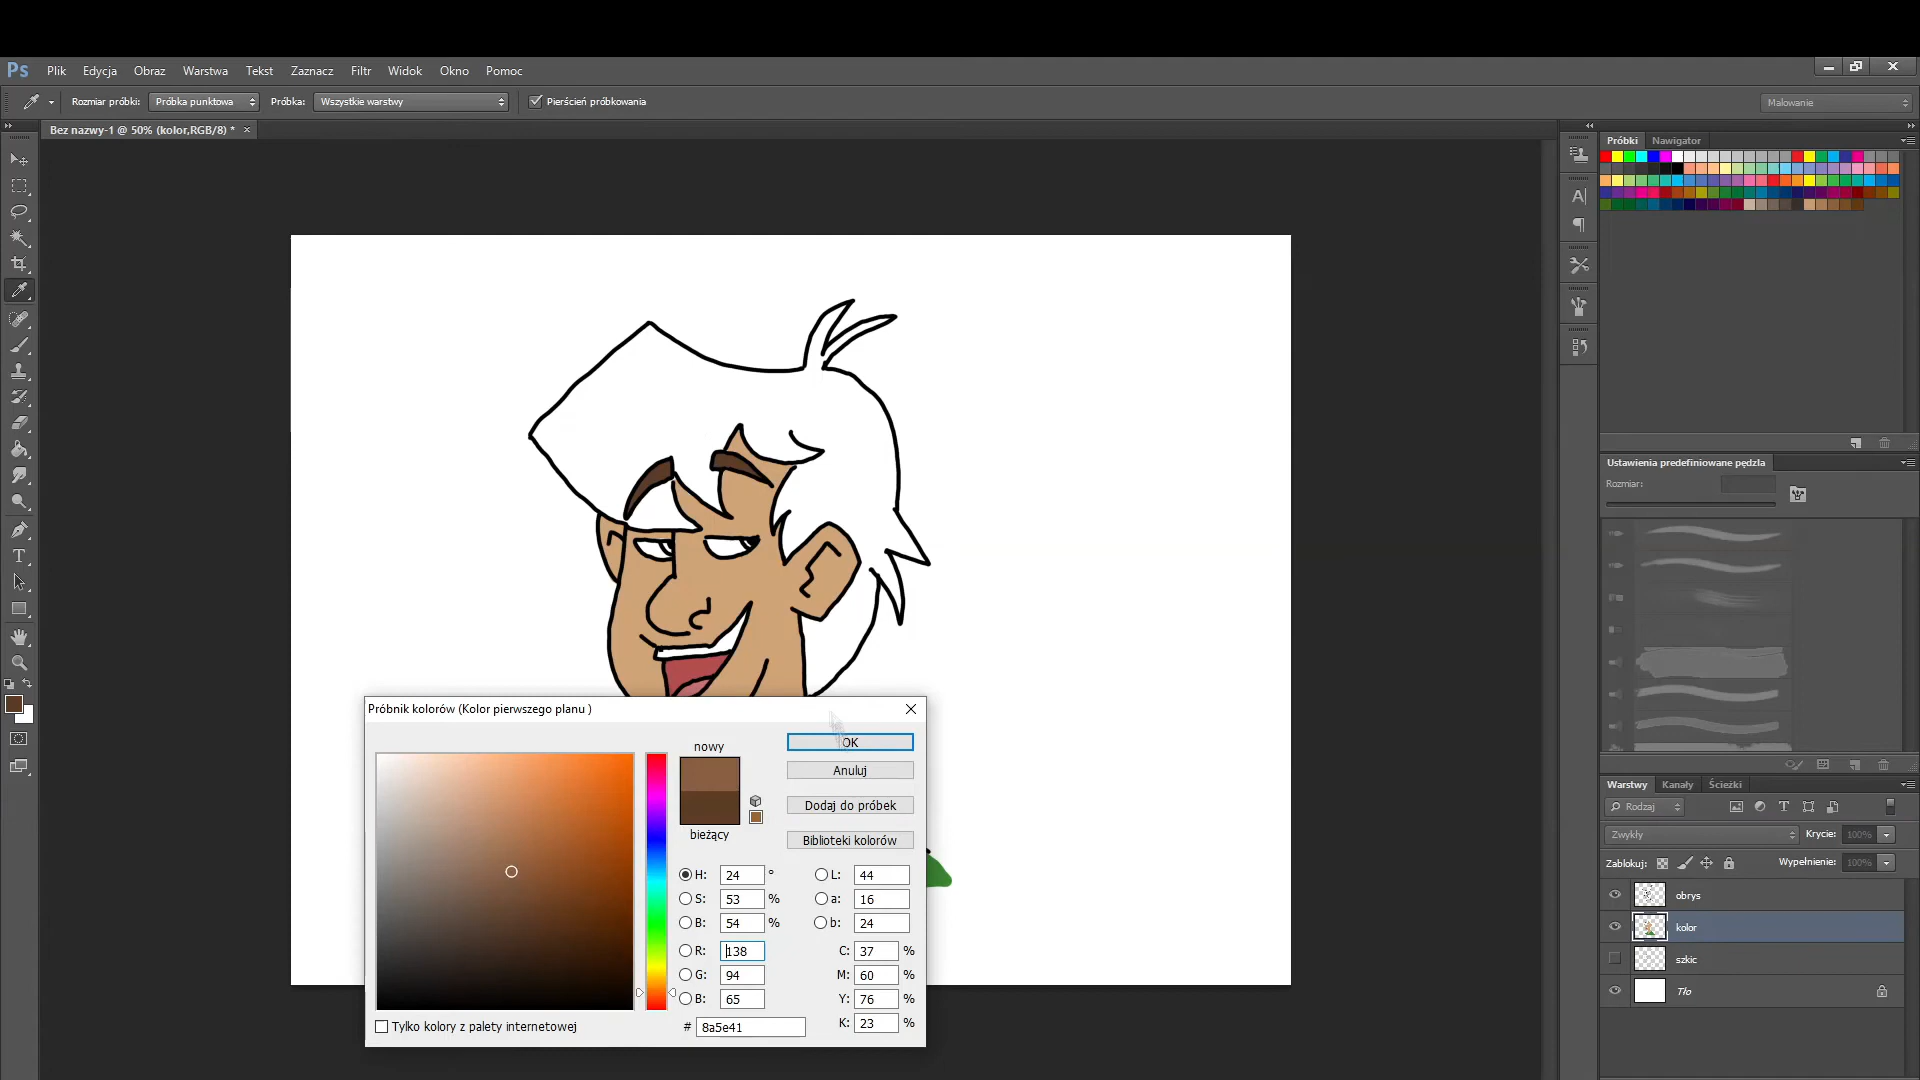 Ps Plik Edycja Obraz Warstwa Tekst Zaznacz Filtr Widok Okno Pomoc
Rozmiar próbki: Próbka punktowa Próbka: Wszystkie warstwy Pierścień próbkowania Malowanie
Bez nazwy-1 @ 50% (kolor,RGB/8) * ×
Próbki Nawigator
Ustawienia predefiniowane pędzla
Rozmiar:
Próbnik kolorów (Kolor pierwszego planu )
nowy
bieżący
OK
Anuluj
Dodaj do próbek
Biblioteki kolorów
H: 24 ° L: 44
S: 53 % a: 16
B: 54 % b: 24
R: 138 C: 37 %
G: 94 M: 60 %
B: 65 Y: 76 %
# 8a5e41 K: 23 %
Tylko kolory z palety internetowej
Warstwy Kanały Ścieżki
Rodzaj
Zwykły Krycie: 100%
Zablokuj: Wypełnienie: 100%
obrys
kolor
szkic
Tło